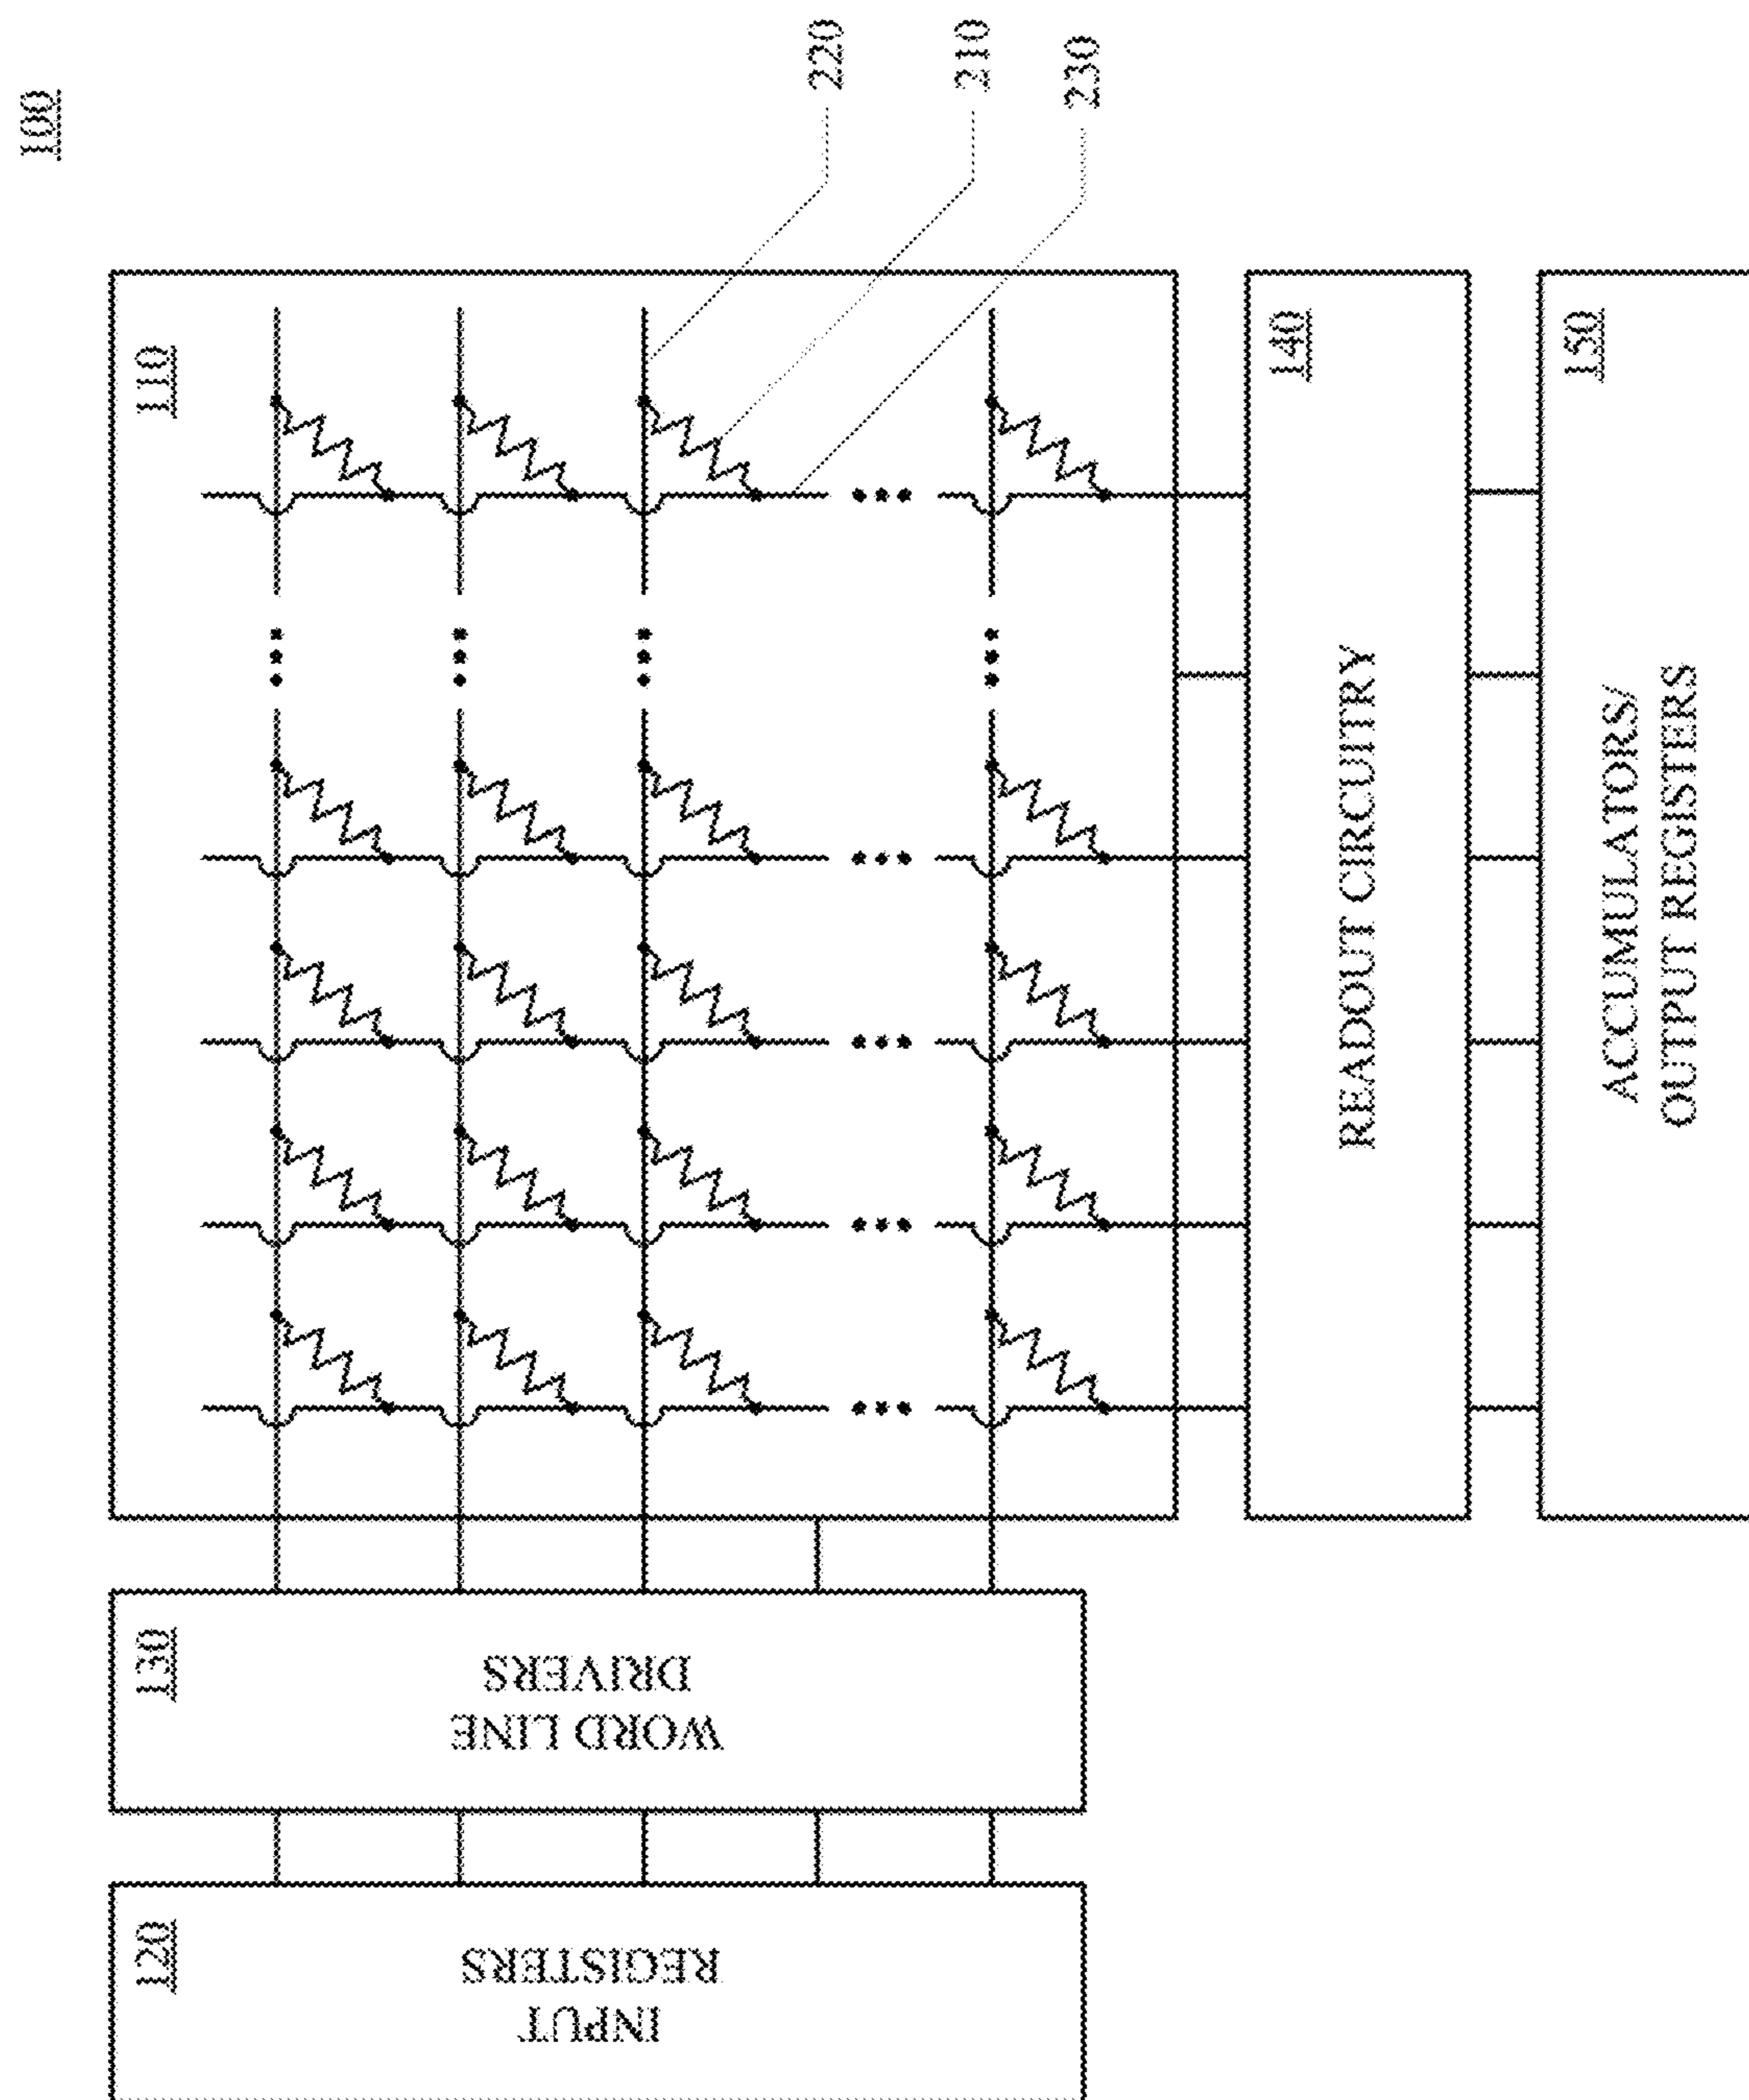 100
220
210
230
110
140
150
READOUT CIRCUITRY
ACCUMULATORS/
OUTPUT REGISTERS
130
WORD LINE
DRIVERS
120
INPUT
REGISTERS